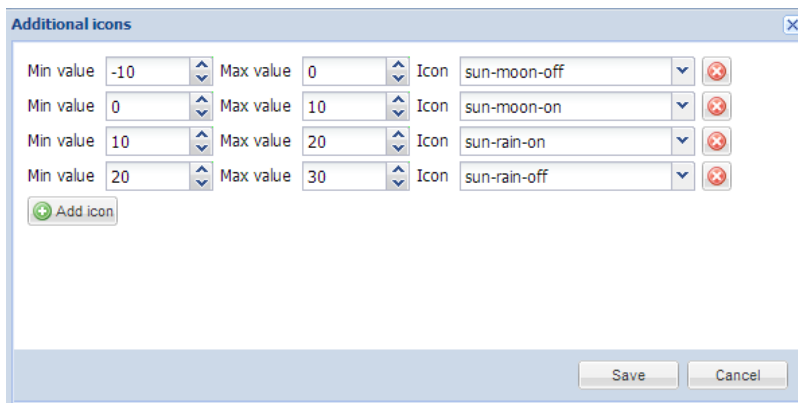 Additional icons
Min value -10 Max value 0 Icon sun-moon-off
Min value 0 Max value 10 Icon sun-moon-on
Min value 10 Max value 20 Icon sun-rain-on
Min value 20 Max value 30 Icon sun-rain-off
Add icon
Save Cancel